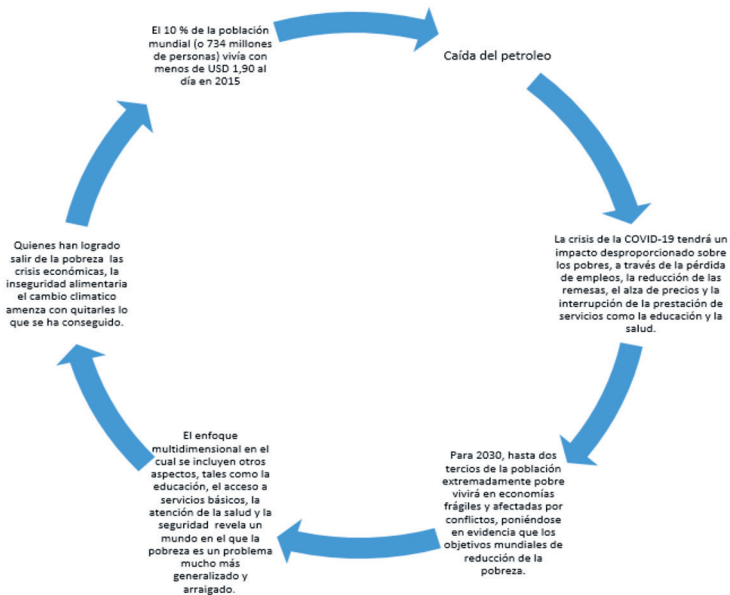 El 10 % de la población
mundial (o 734 millones
de personas) vivía con
menos de USD 1,90 al
día en 2015
Caída del petroleo
La crisis de la COVID-19 tendrá un
impacto desproporcionado sobre
los pobres, a través de la pérdida
de empleos, la reducción de las
remesas, el alza de precios y la
interrupción de la prestación de
servicios como la educación y la
salud.
Para 2030, hasta dos
tercios de la población
extremadamente pobre
vivirá en economías
frágiles y afectadas por
conflictos, poniéndose
en evidencia que los
objetivos mundiales de
reducción de la
pobreza.
El enfoque
multidimensional en el
cual se incluyen otros
aspectos, tales como la
educación, el acceso a
servicios básicos, la
atención de la salud y la
seguridad revela un
mundo en el que la
pobreza es un problema
mucho más
generalizado y
arraigado.
Quienes han logrado
salir de la pobreza las
crisis económicas, la
inseguridad alimentaria
el cambio climatico
amenza con quitarles lo
que se ha conseguido.